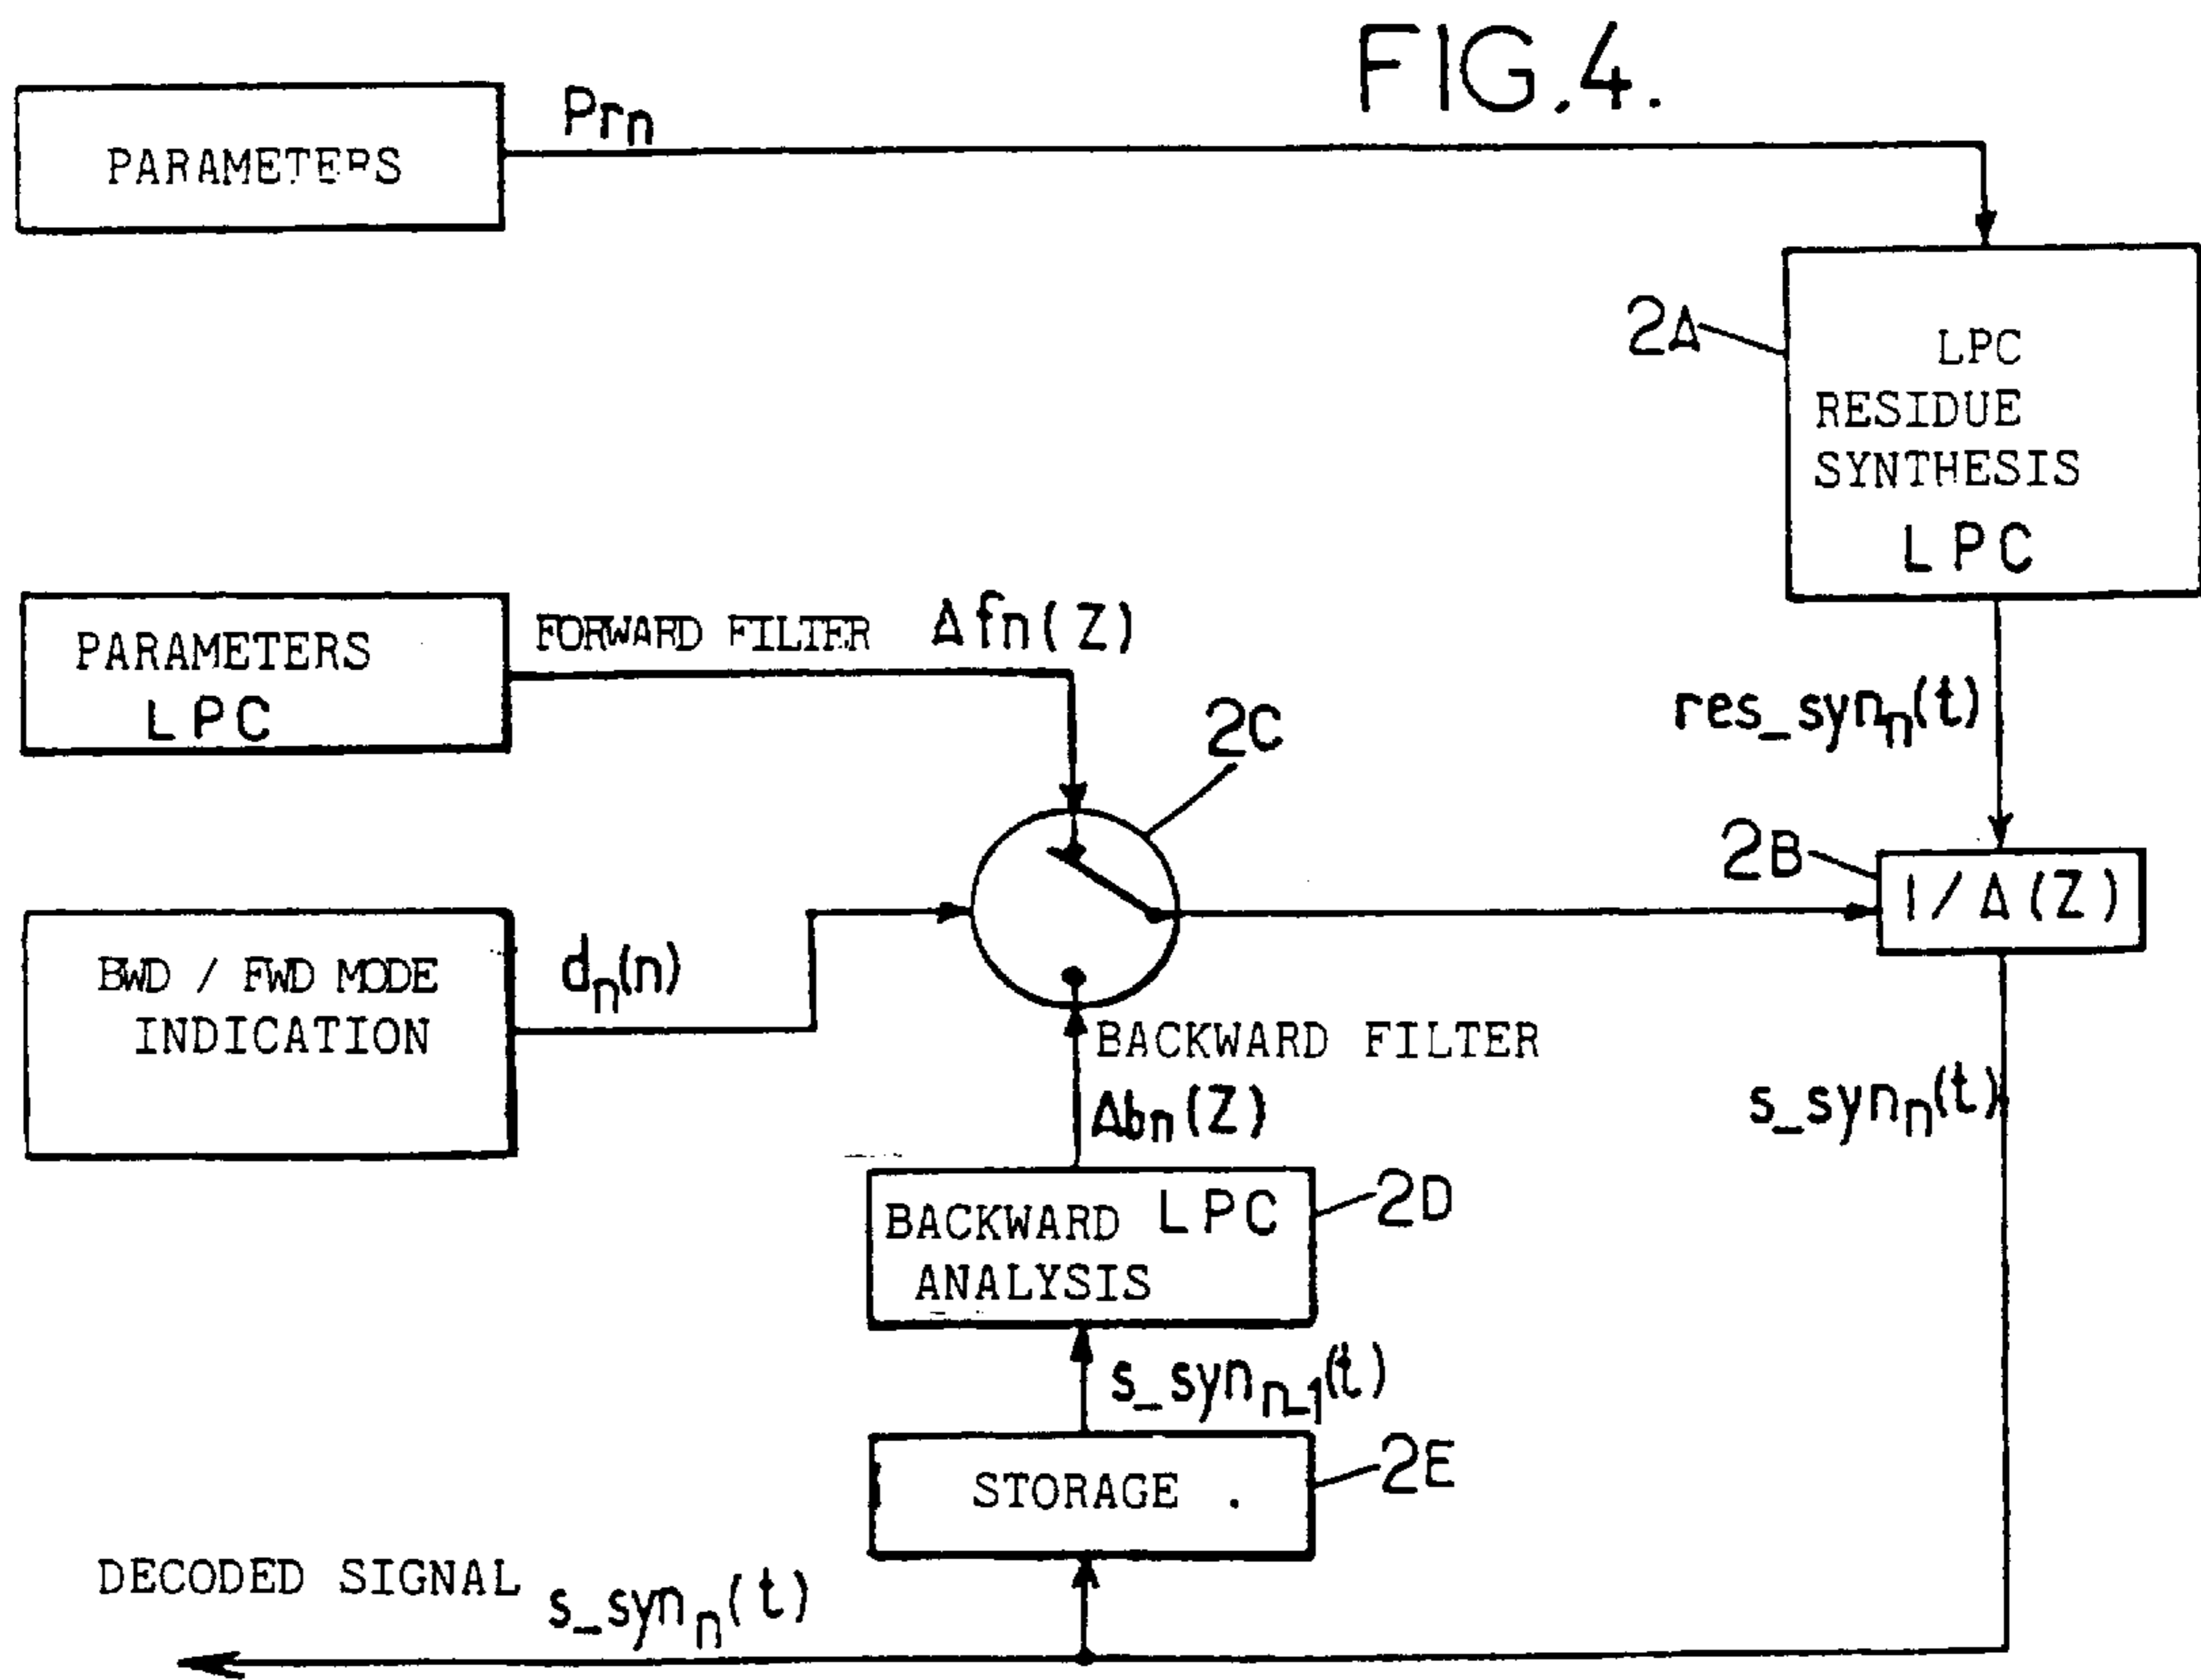 FIG.4.
PARAMETERS
Prn
2A
LPC
RESIDUE
SYNTHESIS
LPC
PARAMETERS
LPC
FORWARD FILTER Afn(Z)
res_synn(t)
2C
2B
1/A(Z)
BWD / FWD MODE
INDICATION
dn(n)
BACKWARD FILTER
Abn(Z)
s_synn(t)
BACKWARD LPC
ANALYSIS
2D
s_synn-1(t)
STORAGE .
2E
DECODED SIGNAL s_synn(t)